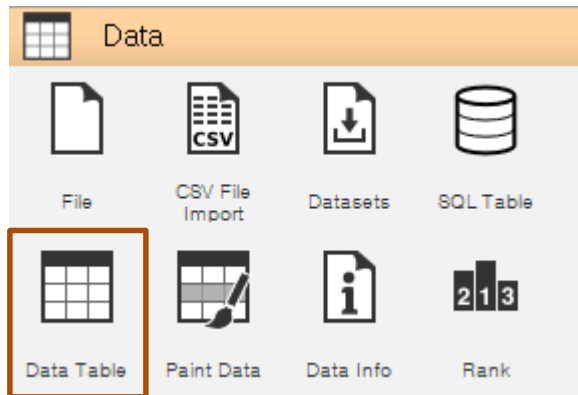 Data
CSV
File
CSV File
Import
Datasets
SQL Table
2 1 3
Data Table
Paint Data
Data Info
Rank